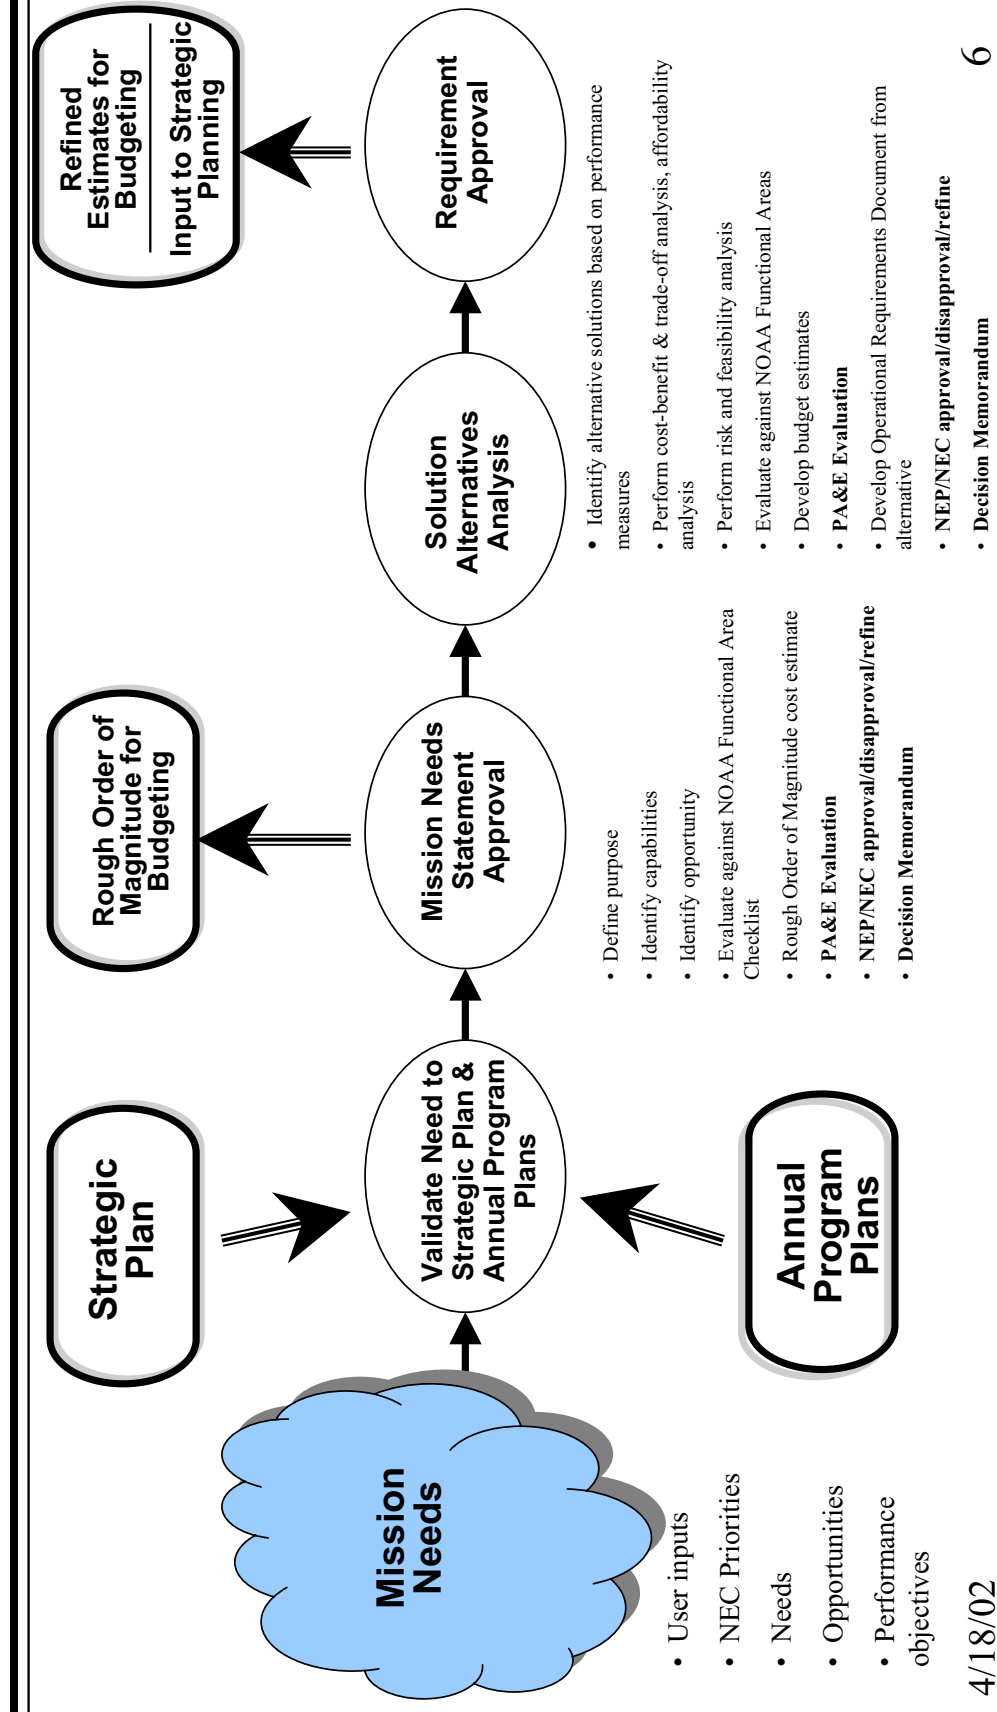 Strategic
Plan
Rough Order of
Magnitude for
Budgeting
Refined
Estimates for
Budgeting
Input to Strategic
Planning
Mission
Needs
Validate Need to
Strategic Plan &
Annual Program
Plans
Mission Needs
Statement
Approval
Solution
Alternatives
Analysis
Requirement
Approval
Annual
Program
Plans
• User inputs
• NEC Priorities
• Needs
• Opportunities
• Performance
objectives
• Define purpose
• Identify capabilities
• Identify opportunity
• Evaluate against NOAA Functional Area
Checklist
• Rough Order of Magnitude cost estimate
• PA&E Evaluation
• NEP/NEC approval/disapproval/refine
• Decision Memorandum
• Identify alternative solutions based on performance
measures
• Perform cost-benefit & trade-off analysis, affordability
analysis
• Perform risk and feasibility analysis
• Evaluate against NOAA Functional Areas
• Develop budget estimates
• PA&E Evaluation
• Develop Operational Requirements Document from
alternative
• NEP/NEC approval/disapproval/refine
• Decision Memorandum
4/18/02
6